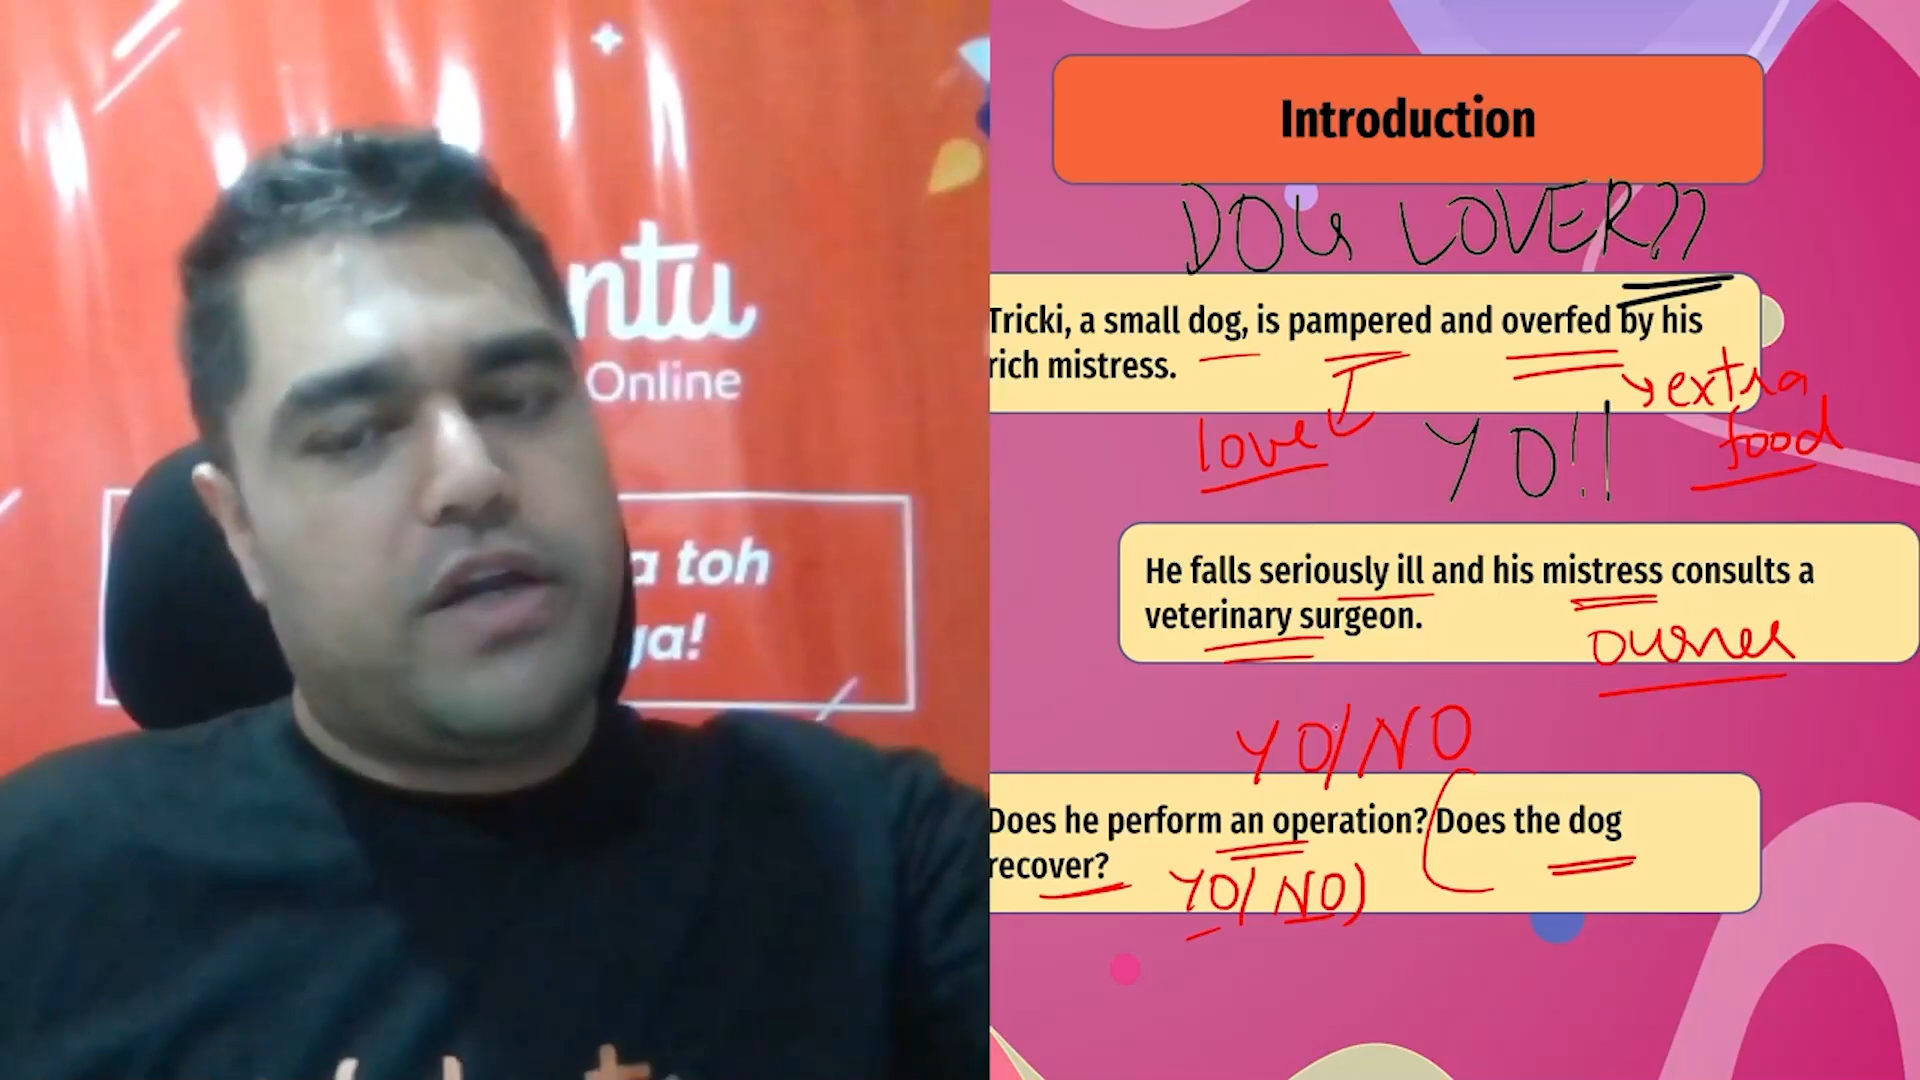 ntu
Online
a toh
ga!
Introduction
DOG LOVER??
Tricki, a small dog, is pampered and overfed by his
rich mistress.
extra
food
love
YO!!
He falls seriously ill and his mistress consults a
veterinary surgeon.
owner
YO/NO
Does he perform an operation? Does the dog
recover?
YO/NO)